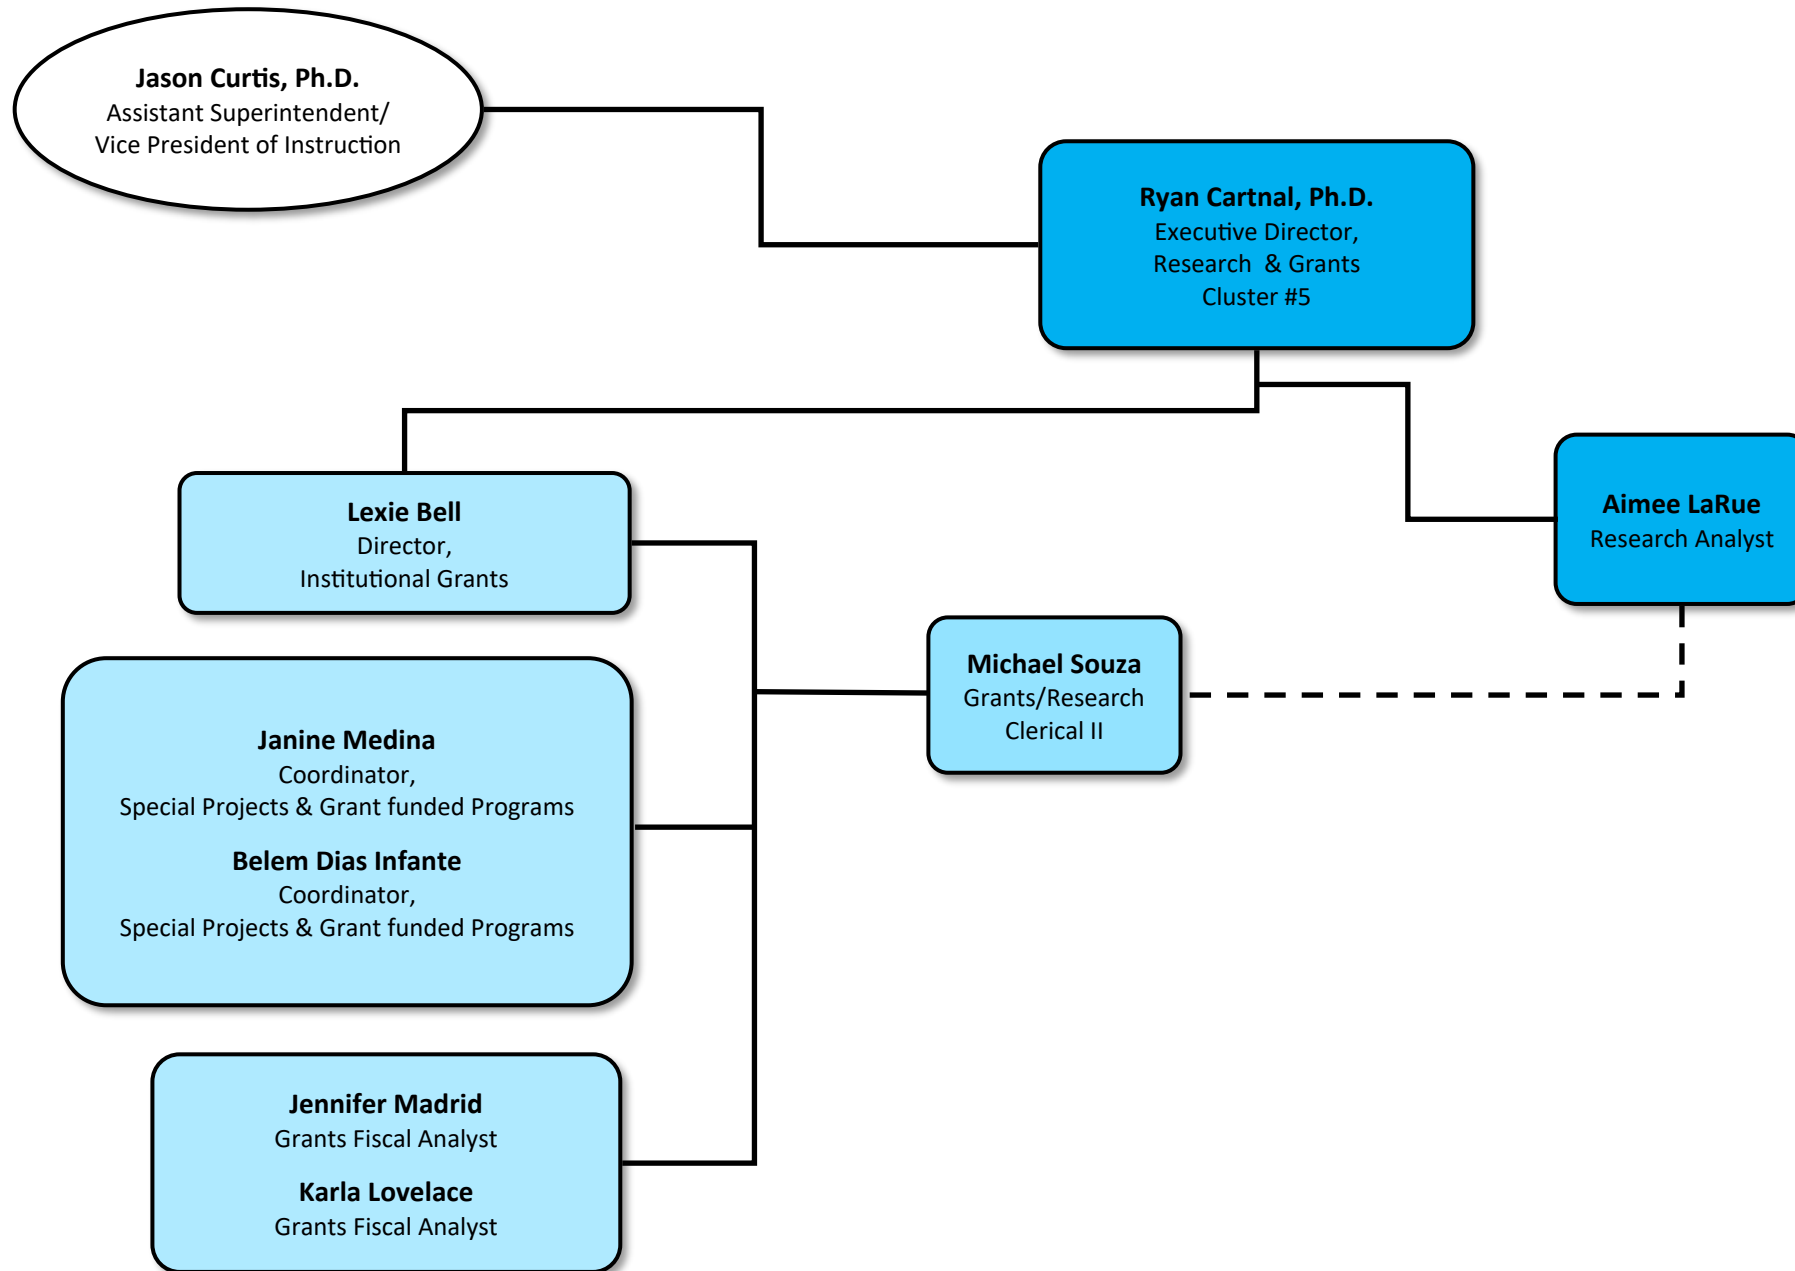 Jason Curtis, Ph.D.
Assistant Superintendent/
Vice President of Instruction
Ryan Cartnal, Ph.D.
Executive Director,
Research & Grants
Cluster #5
Lexie Bell
Director,
Institutional Grants
Aimee LaRue
Research Analyst
Michael Souza
Grants/Research
Clerical II
Janine Medina
Coordinator,
Special Projects & Grant funded Programs
Belem Dias Infante
Coordinator,
Special Projects & Grant funded Programs
Jennifer Madrid
Grants Fiscal Analyst
Karla Lovelace
Grants Fiscal Analyst